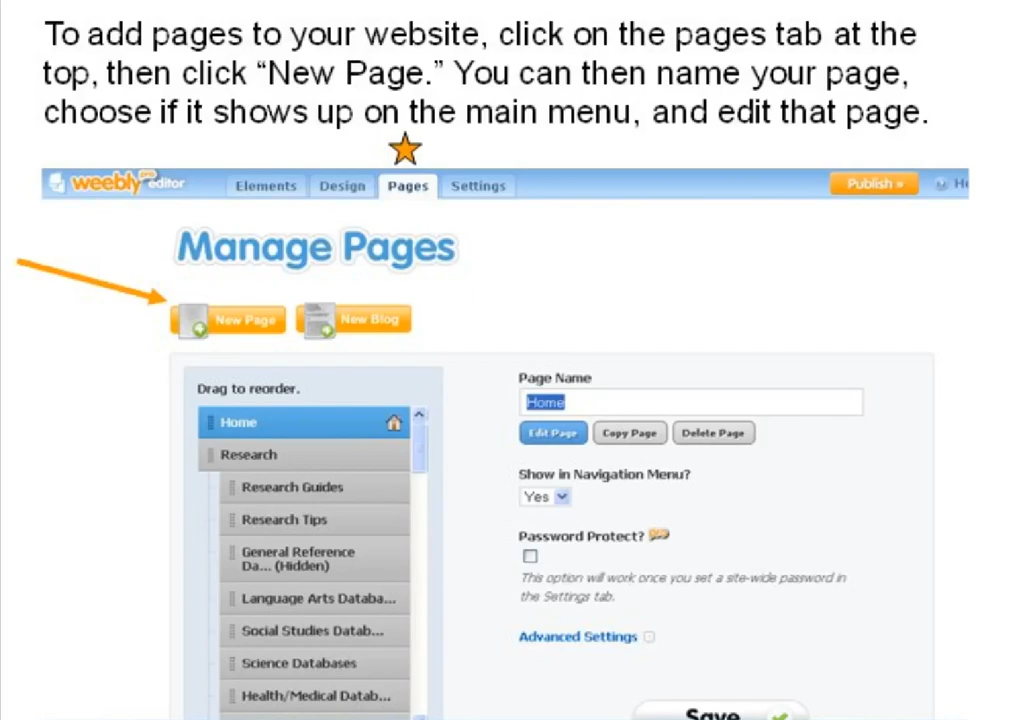 To add pages to your website, click on the pages tab at the
top, then click “New Page.” You can then name your page,
choose if it shows up on the main menu, and edit that page.
weebly pro editor
Elements
Design
Pages
Settings
Publish »
Manage Pages
New Page
New Blog
Drag to reorder.
Home
Research
Research Guides
Research Tips
General Reference
Da... (Hidden)
Language Arts Databa...
Social Studies Datab...
Science Databases
Health/Medical Datab...
Page Name
Home
Edit Page
Copy Page
Delete Page
Show in Navigation Menu?
Yes
Password Protect?
This option will work once you set a site-wide password in
the Settings tab.
Advanced Settings
Save